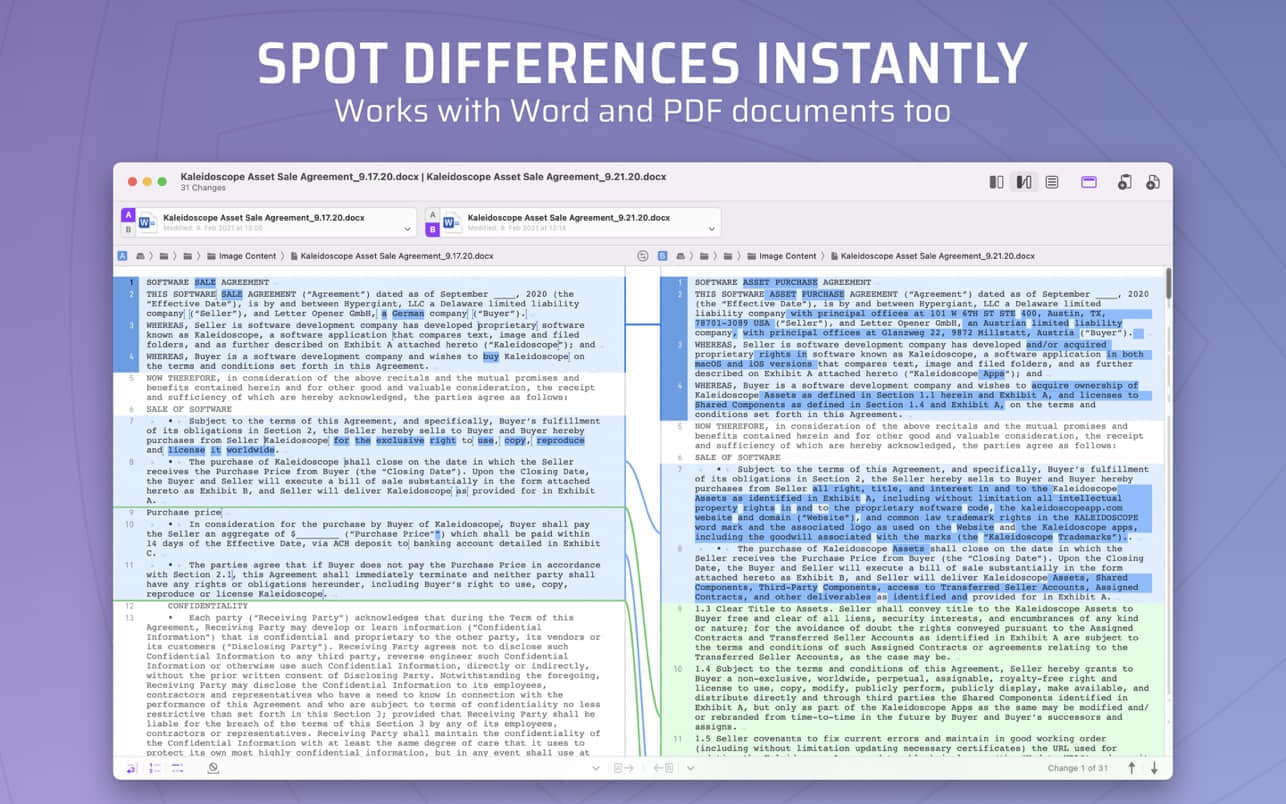 SPOT DIFFERENCES INSTANTLY
Works with Word and PDF documents too
Kaleidoscope Asset Sale Agreement_9.17.20.docx | Kaleidoscope Asset Sale Agreement_9.21.20.docx
31 Changes
A
B
Kaleidoscope Asset Sale Agreement_9.17.20.docx
Modified: 9. Feb 2021 at
A
B
Kaleidoscope Asset Sale Agreement_9.21.20.docx
Modified: 9. Feb 2021 at
A Image Content Kaleidoscope Asset Sale Agreement_9.17.20.docx
B Image Content Kaleidoscope Asset Sale Agreement_9.21.20.docx
1 SOFTWARE SALE AGREEMENT
2 THIS SOFTWARE SALE AGREEMENT (“Agreement”) dated as of September ____, 2020 (the
“Effective Date”), is by and between Hypergiant, LLC a Delaware limited liability
company (“Seller”), and Letter Opener GmbH, a German company (“Buyer”).
3 WHEREAS, Seller is software development company has developed proprietary software
known as Kaleidoscope, a software application that compares text, image and filed
folders, and as further described on Exhibit A attached hereto (“Kaleidoscope”); and
4 WHEREAS, Buyer is a software development company and wishes to buy Kaleidoscope on
the terms and conditions set forth in this Agreement.
5 NOW THEREFORE, in consideration of the above recitals and the mutual promises and
benefits contained herein and for other good and valuable consideration, the receipt
and sufficiency of which are hereby acknowledged, the parties agree as follows:
6 SALE OF SOFTWARE
7 • Subject to the terms of this Agreement, and specifically, Buyer’s fulfillment
of its obligations in Section 2, the Seller hereby sells to Buyer and Buyer hereby
purchases from Seller Kaleidoscope for the exclusive right to use, copy, reproduce
and license it worldwide.
8 • The purchase of Kaleidoscope shall close on the date in which the Seller
receives the Purchase Price from Buyer (the “Closing Date”). Upon the Closing Date,
the Buyer and Seller will execute a bill of sale substantially in the form attached
hereto as Exhibit B, and Seller will deliver Kaleidoscope as provided for in Exhibit
A.
9 Purchase price
10 • In consideration for the purchase by Buyer of Kaleidoscope, Buyer shall pay
the Seller an aggregate of $_________ (“Purchase Price”") which shall be paid within
14 days of the Effective Date, via ACH deposit to banking account detailed in Exhibit
C.
11 • The parties agree that if Buyer does not pay the Purchase Price in accordance
with Section 2.1, this Agreement shall immediately terminate and neither party shall
have any rights or obligations hereunder, including Buyer’s right to use, copy,
reproduce or license Kaleidoscope.
12 CONFIDENTIALITY
13 • Each party (“Receiving Party”) acknowledges that during the Term of this
Agreement, Receiving Party may develop or learn information (“Confidential
Information”) that is confidential and proprietary to the other party, its vendors or
its customers (“Disclosing Party”). Receiving Party agrees not to disclose such
Confidential Information to any third party, reverse engineer such Confidential
Information or otherwise use such Confidential Information, directly or indirectly,
without the prior written consent of Disclosing Party. Notwithstanding the foregoing,
Receiving Party may disclose the Confidential Information to its employees,
contractors and representatives who have a need to know in connection with the
performance of this Agreement and who are subject to terms of confidentiality no less
restrictive than set forth in this Section 3; provided that Receiving Party shall be
liable for the breach of the terms of this Section 3 by any of its employees,
contractors or representatives. Receiving Party shall maintain the confidentiality of
the Confidential Information with at least the same degree of care that it uses to
protect its own most highly confidential information, but in any event shall use at
1 SOFTWARE ASSET PURCHASE AGREEMENT
2 THIS SOFTWARE ASSET PURCHASE AGREEMENT (“Agreement”) dated as of September ____, 2020
(the “Effective Date”), is by and between Hypergiant, LLC a Delaware limited
liability company with principal offices at 101 W 6TH ST STE 400, Austin, TX,
78701-3089 USA (“Seller”), and Letter Opener GmbH, an Austrian limited liability
company, with principal offices at Glanzweg 22, 9872 Millstatt, Austria (“Buyer”).
3 WHEREAS, Seller is software development company has developed and/or acquired
proprietary rights in software known as Kaleidoscope, a software application in both
macOS and iOS versions that compares text, image and filed folders, and as further
described on Exhibit A attached hereto (“Kaleidoscope Apps”); and
4 WHEREAS, Buyer is a software development company and wishes to acquire ownership of
Kaleidoscope Assets as defined in Section 1.1 herein and Exhibit A, and licenses to
Shared Components as defined in Section 1.4 and Exhibit A, on the terms and
conditions set forth in this Agreement.
5 NOW THEREFORE, in consideration of the above recitals and the mutual promises and
benefits contained herein and for other good and valuable consideration, the receipt
and sufficiency of which are hereby acknowledged, the parties agree as follows:
6 SALE OF SOFTWARE
7 • Subject to the terms of this Agreement, and specifically, Buyer’s fulfillment
of its obligations in Section 2, the Seller hereby sells to Buyer and Buyer hereby
purchases from Seller all right, title, and interest in and to the Kaleidoscope
Assets as identified in Exhibit A, including without limitation all intellectual
property rights in and to the proprietary software code, the kaleidoscopeapp.com
website and domain (“Website”), and common law trademark rights in the KALEIDOSCOPE
word mark and the associated logo as used on the Website and the Kaleidoscope apps,
including the goodwill associated with the marks (the “Kaleidoscope Trademarks”).
8 • The purchase of Kaleidoscope Assets shall close on the date in which the
Seller receives the Purchase Price from Buyer (the “Closing Date”). Upon the Closing
Date, the Buyer and Seller will execute a bill of sale substantially in the form
attached hereto as Exhibit B, and Seller will deliver Kaleidoscope Assets, Shared
Components, Third-Party Components, access to Transferred Seller Accounts, Assigned
Contracts, and other deliverables as identified and provided for in Exhibit A.
9 1.3 Clear Title to Assets. Seller shall convey title to the Kaleidoscope Assets to
Buyer free and clear of all liens, security interests, and encumbrances of any kind
or nature; for the avoidance of doubt the rights conveyed pursuant to the Assigned
Contracts and Transferred Seller Accounts as identified in Exhibit A are subject to
the terms and conditions of such Assigned Contracts or agreements relating to the
Transferred Seller Accounts, as the case may be.
10 1.4 Subject to the terms and conditions of this Agreement, Seller hereby grants to
Buyer a non-exclusive, worldwide, perpetual, assignable, royalty-free right and
license to use, copy, modify, publicly perform, publicly display, make available, and
distribute directly and through third parties the Shared Components identified in
Exhibit A, but only as part of the Kaleidoscope Apps as the same may be modified and/
or rebranded from time-to-time in the future by Buyer and Buyer’s successors and
assigns.
11 1.5 Seller covenants to fix current errors and maintain in good working order
(including without limitation updating necessary certificates) the URL used for
Change 1 of 31